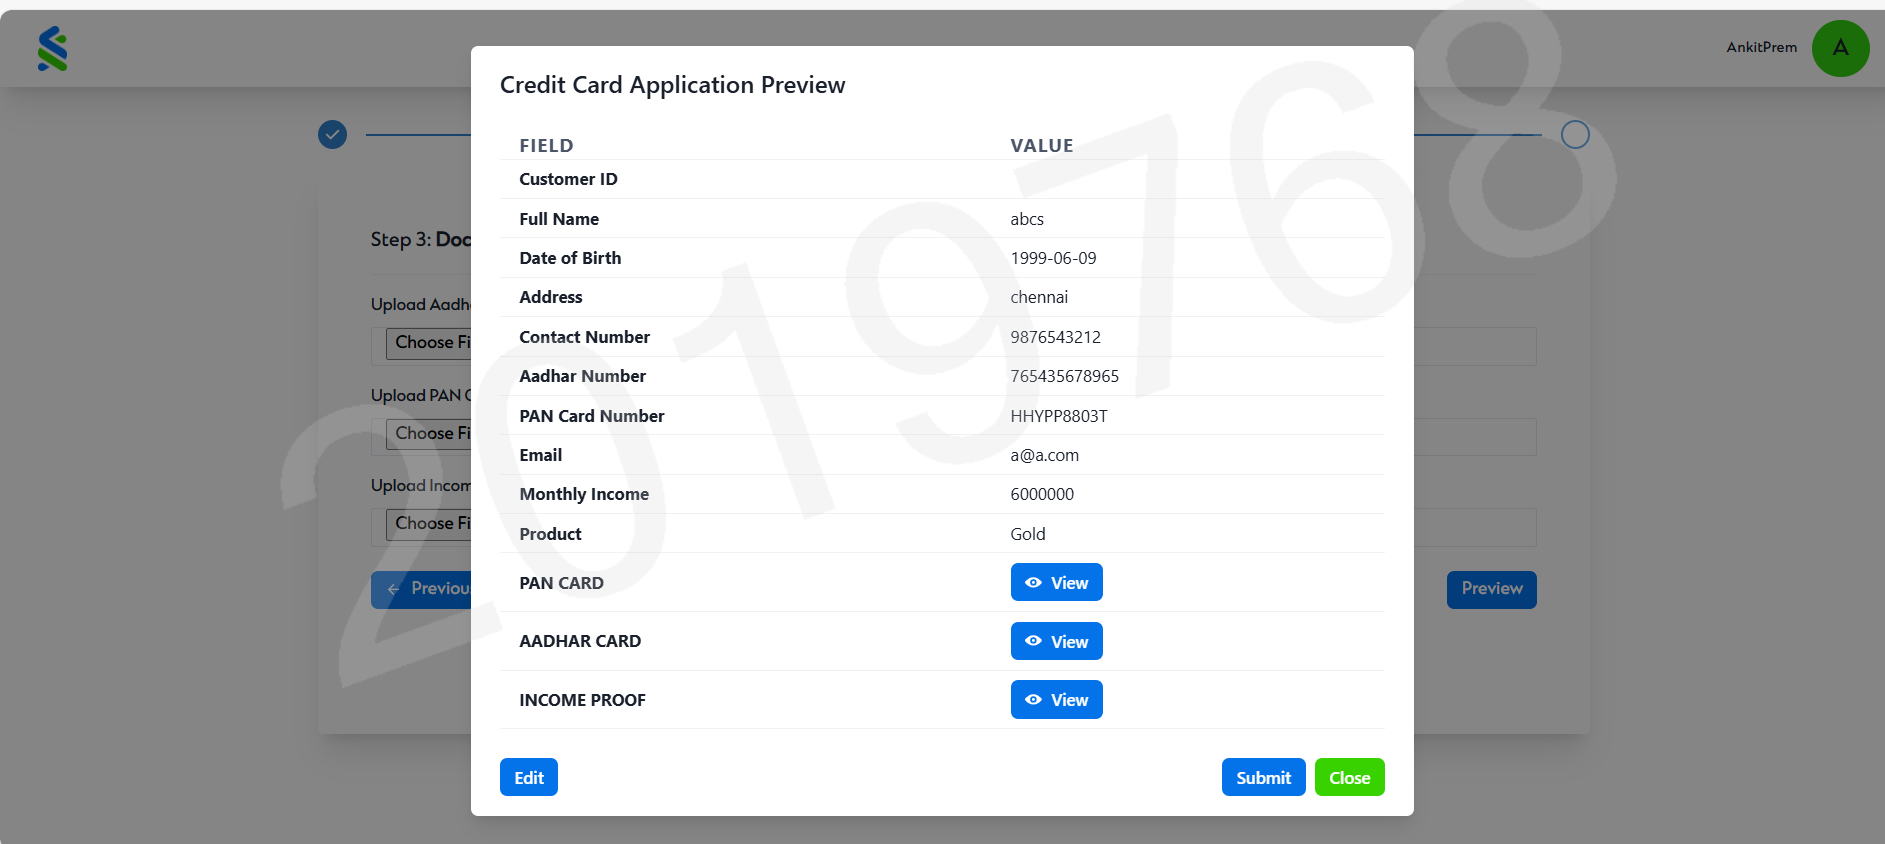 AnkitPrem
A
Credit Card Application Preview
FIELD VALUE
Customer ID
Full Name abcs
Date of Birth 1999-06-09
Address chennai
Contact Number 9876543212
Aadhar Number 765435678965
PAN Card Number HHYPP8803T
Email a@a.com
Monthly Income 6000000
Product Gold
PAN CARD View
AADHAR CARD View
INCOME PROOF View
Edit Submit Close
Step 3: Doc
Upload Aadh
Choose Fi
Upload PAN C
Choose Fi
Upload Incom
Choose Fi
← Previous Preview
2019768